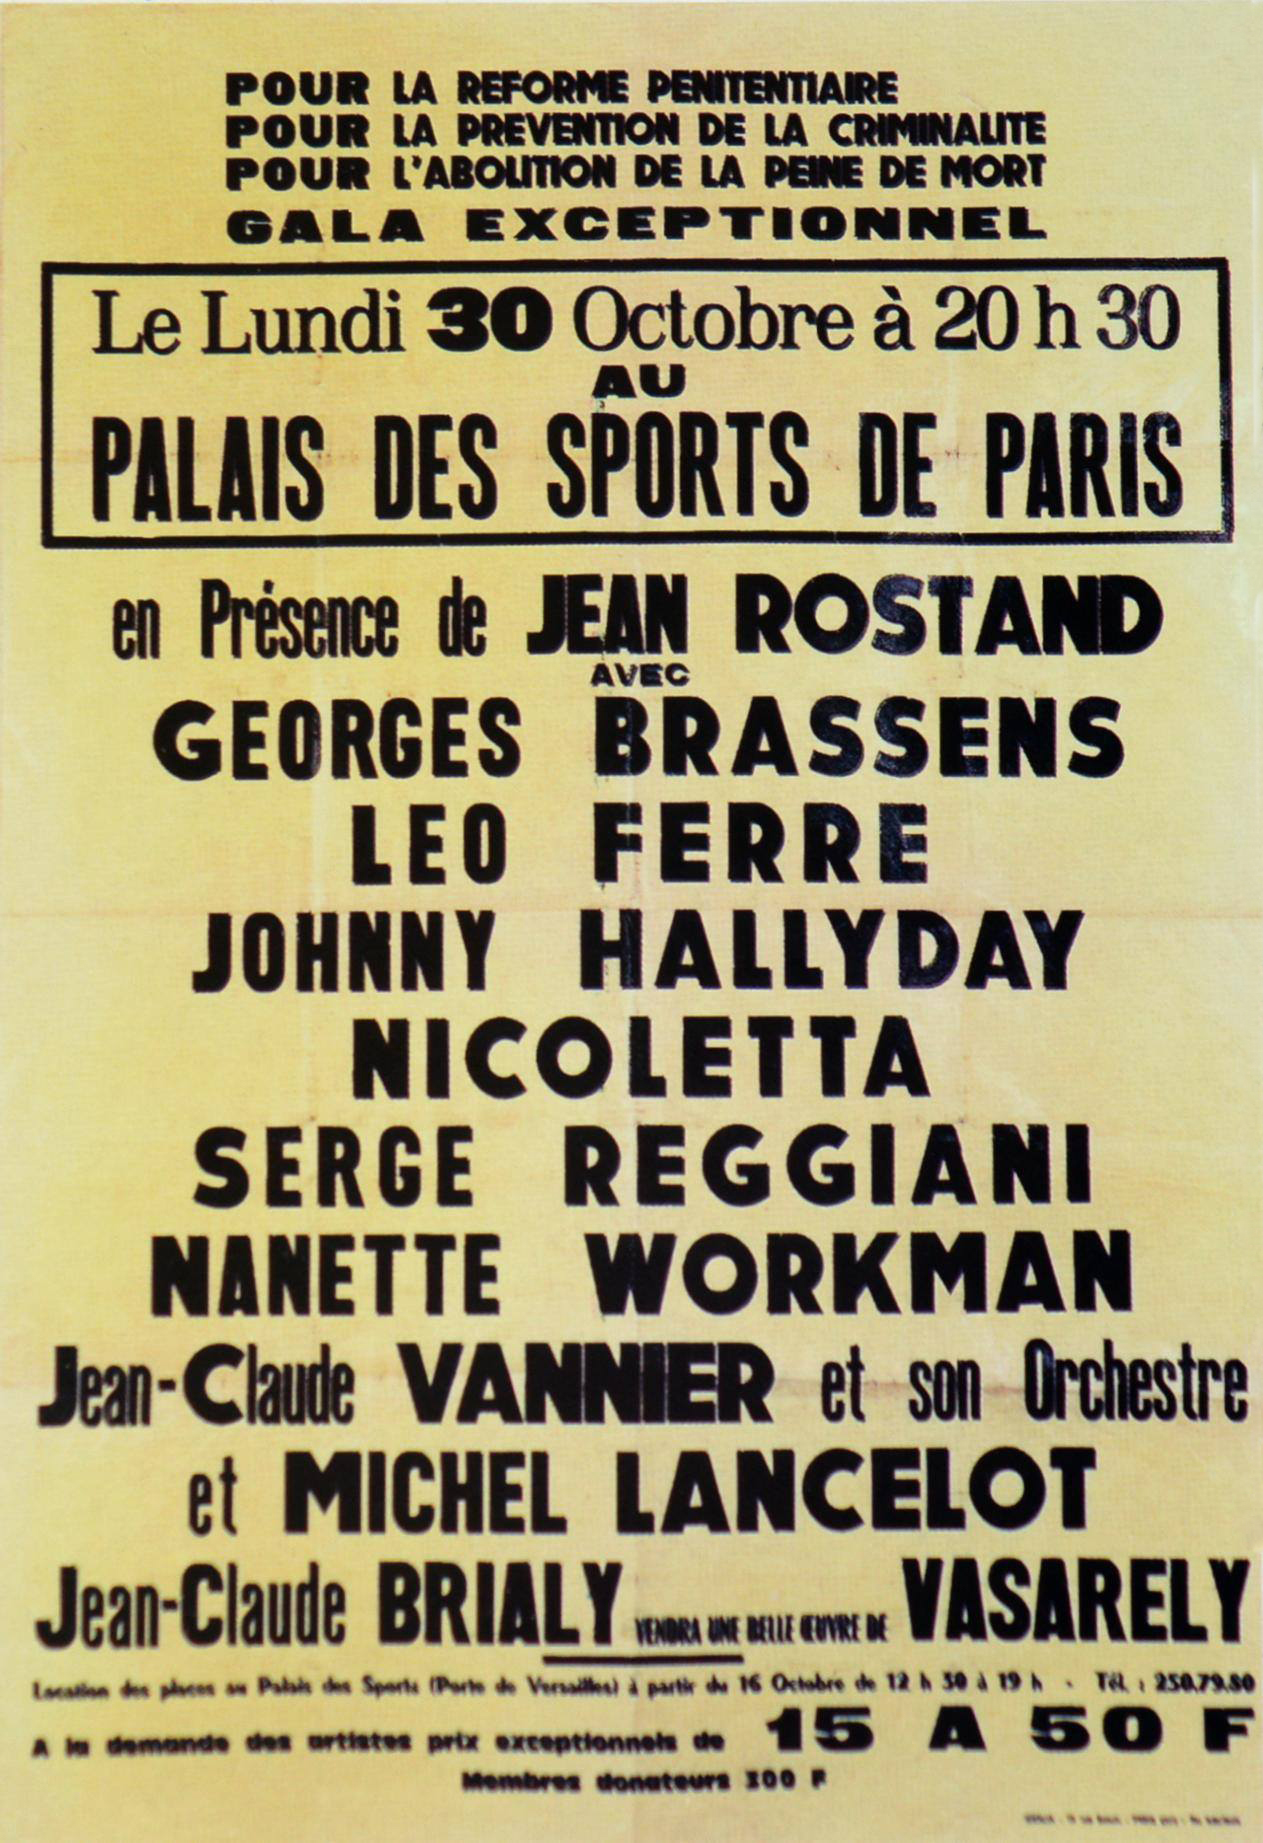 POUR LA REFORME PENITENTIAIRE
POUR LA PREVENTION DE LA CRIMINALITE
POUR L'ABOLITION DE LA PEINE DE MORT
GALA EXCEPTIONNEL
Le Lundi 30 Octobre à 20 h 30
AU
PALAIS DES SPORTS DE PARIS
en Présence de JEAN ROSTAND
AVEC
GEORGES BRASSENS
LEO FERRE
JOHNNY HALLYDAY
NICOLETTA
SERGE REGGIANI
NANETTE WORKMAN
Jean-Claude VANNIER et son Orchestre
et MICHEL LANCELOT
Jean-Claude BRIALY VENDRA UNE BELLE ŒUVRE DE VASARELY
Location des places au Palais des Sports (Porte de Versailles) à partir du 16 Octobre de 12 h 30 à 19 h - Tél. : 250.79.80
A la demande des artistes prix exceptionnels de 15 A 50 F
Membres donateurs 100 F